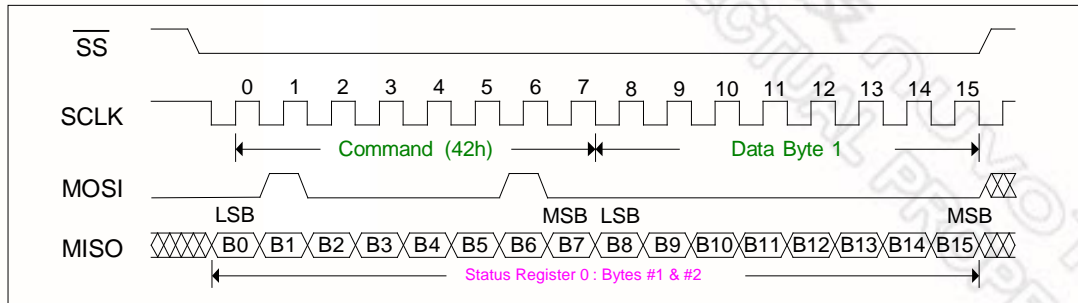 SS
0 1 2 3 4 5 6 7 8 9 10 11 12 13 14 15
SCLK
Command (42h) Data Byte 1
MOSI
LSB MSB LSB MSB
MISO B0 B1 B2 B3 B4 B5 B6 B7 B8 B9 B10 B11 B12 B13 B14 B15
Status Register 0 : Bytes #1 & #2